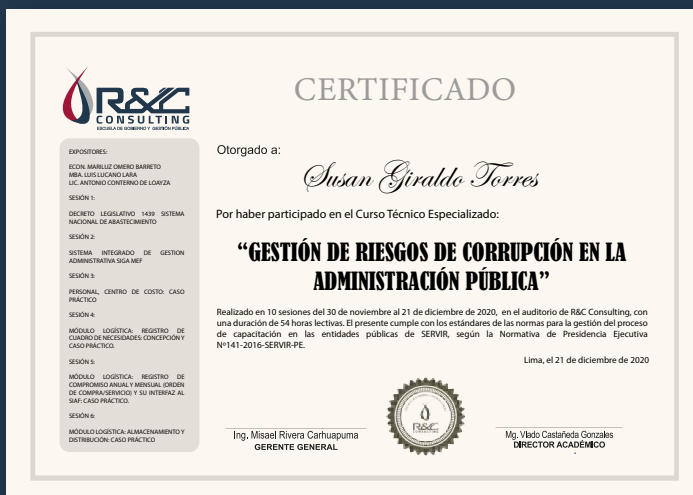 R&C
CONSULTING
ESCUELA DE GOBIERNO Y GESTIÓN PÚBLICA
EXPOSITORES:
ECON. MARILUZ OMERO BARRETO
MBA. LUIS LUCANO LARA
LIC. ANTONIO CONTERNO DE LOAYZA
SESIÓN 1:
DECRETO LEGISLATIVO 1439 SISTEMA
NACIONAL DE ABASTECIMIENTO
SESIÓN 2:
SISTEMA INTEGRADO DE GESTION
ADMINISTRATIVA SIGA MEF
SESIÓN 3:
PERSONAL, CENTRO DE COSTO: CASO
PRÁCTICO
SESIÓN 4:
MÓDULO LOGÍSTICA: REGISTRO DE
CUADRO DE NECESIDADES: CONCEPCIÓN Y
CASO PRÁCTICO.
SESIÓN 5:
MÓDULO LOGÍSTICA: REGISTRO DE
COMPROMISO ANUAL Y MENSUAL (ORDEN
DE COMPRA/SERVICIO) Y SU INTERFAZ AL
SIAF: CASO PRÁCTICO.
SESIÓN 6:
MÓDULO LOGÍSTICA: ALMACENAMIENTO Y
DISTRIBUCIÓN: CASO PRÁCTICO
CERTIFICADO
Otorgado a:
Susan Giraldo Torres
Por haber participado en el Curso Técnico Especializado:
“GESTIÓN DE RIESGOS DE CORRUPCIÓN EN LA
ADMINISTRACIÓN PÚBLICA”
Realizado en 10 sesiones del 30 de noviembre al 21 de diciembre de 2020, en el auditorio de R&C Consulting, con
una duración de 54 horas lectivas. El presente cumple con los estándares de las normas para la gestión del proceso
de capacitación en las entidades públicas de SERVIR, según la Normativa de Presidencia Ejecutiva
Nº141-2016-SERVIR-PE.
Lima, el 21 de diciembre de 2020
Ing. Misael Rivera Carhuapuma
GERENTE GENERAL
R&C
CONSULTING
Mg. Vlado Castañeda Gonzales
DIRECTOR ACADÉMICO